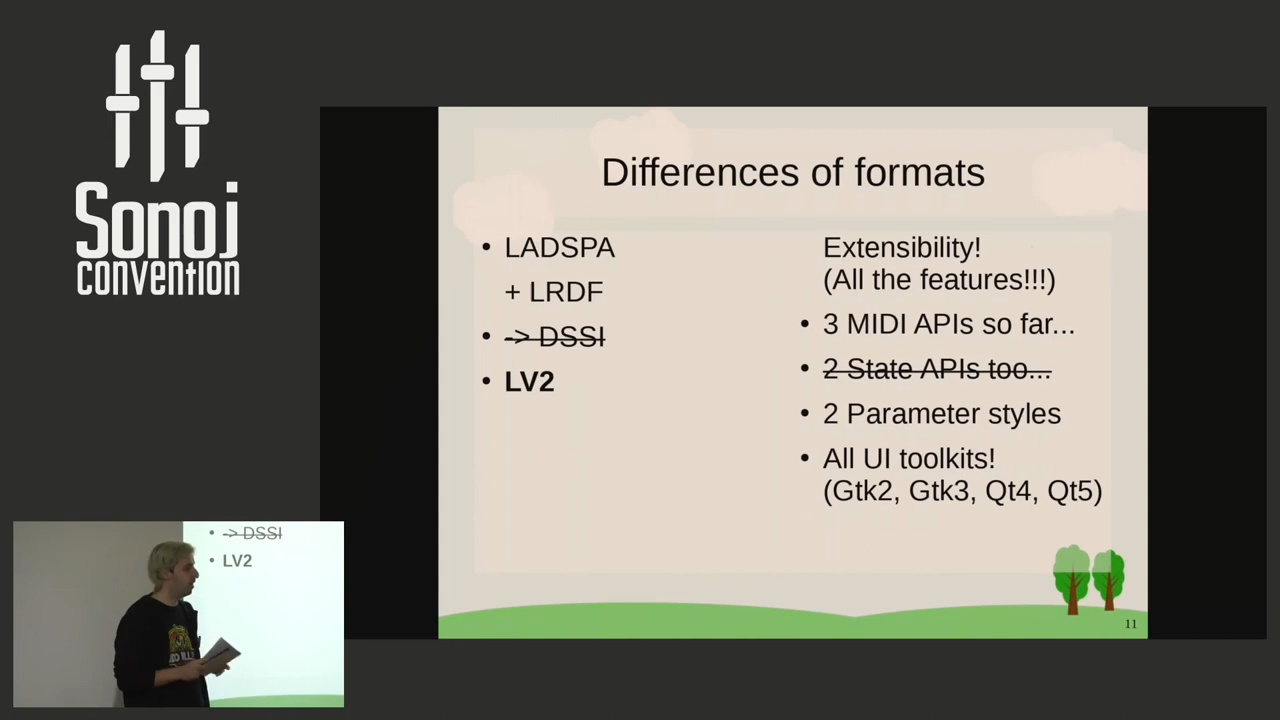 Sonoj
convention
Differences of formats
• LADSPA
+ LRDF
• -> DSSI
• LV2
Extensibility!
(All the features!!!)
• 3 MIDI APIs so far...
• 2 State APIs too...
• 2 Parameter styles
• All UI toolkits!
(Gtk2, Gtk3, Qt4, Qt5)
11
• -> DSSI
• LV2